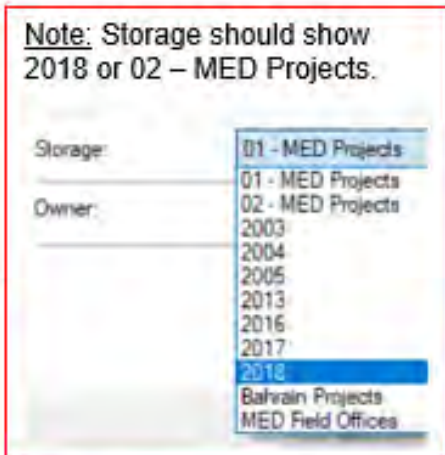 Note: Storage should show
2018 or 02 – MED Projects.
Storage: 01 - MED Projects
01 - MED Projects
Owner: 02 - MED Projects
2003
2004
2005
2013
2016
2017
2018
Bahrain Projects
MED Field Offices